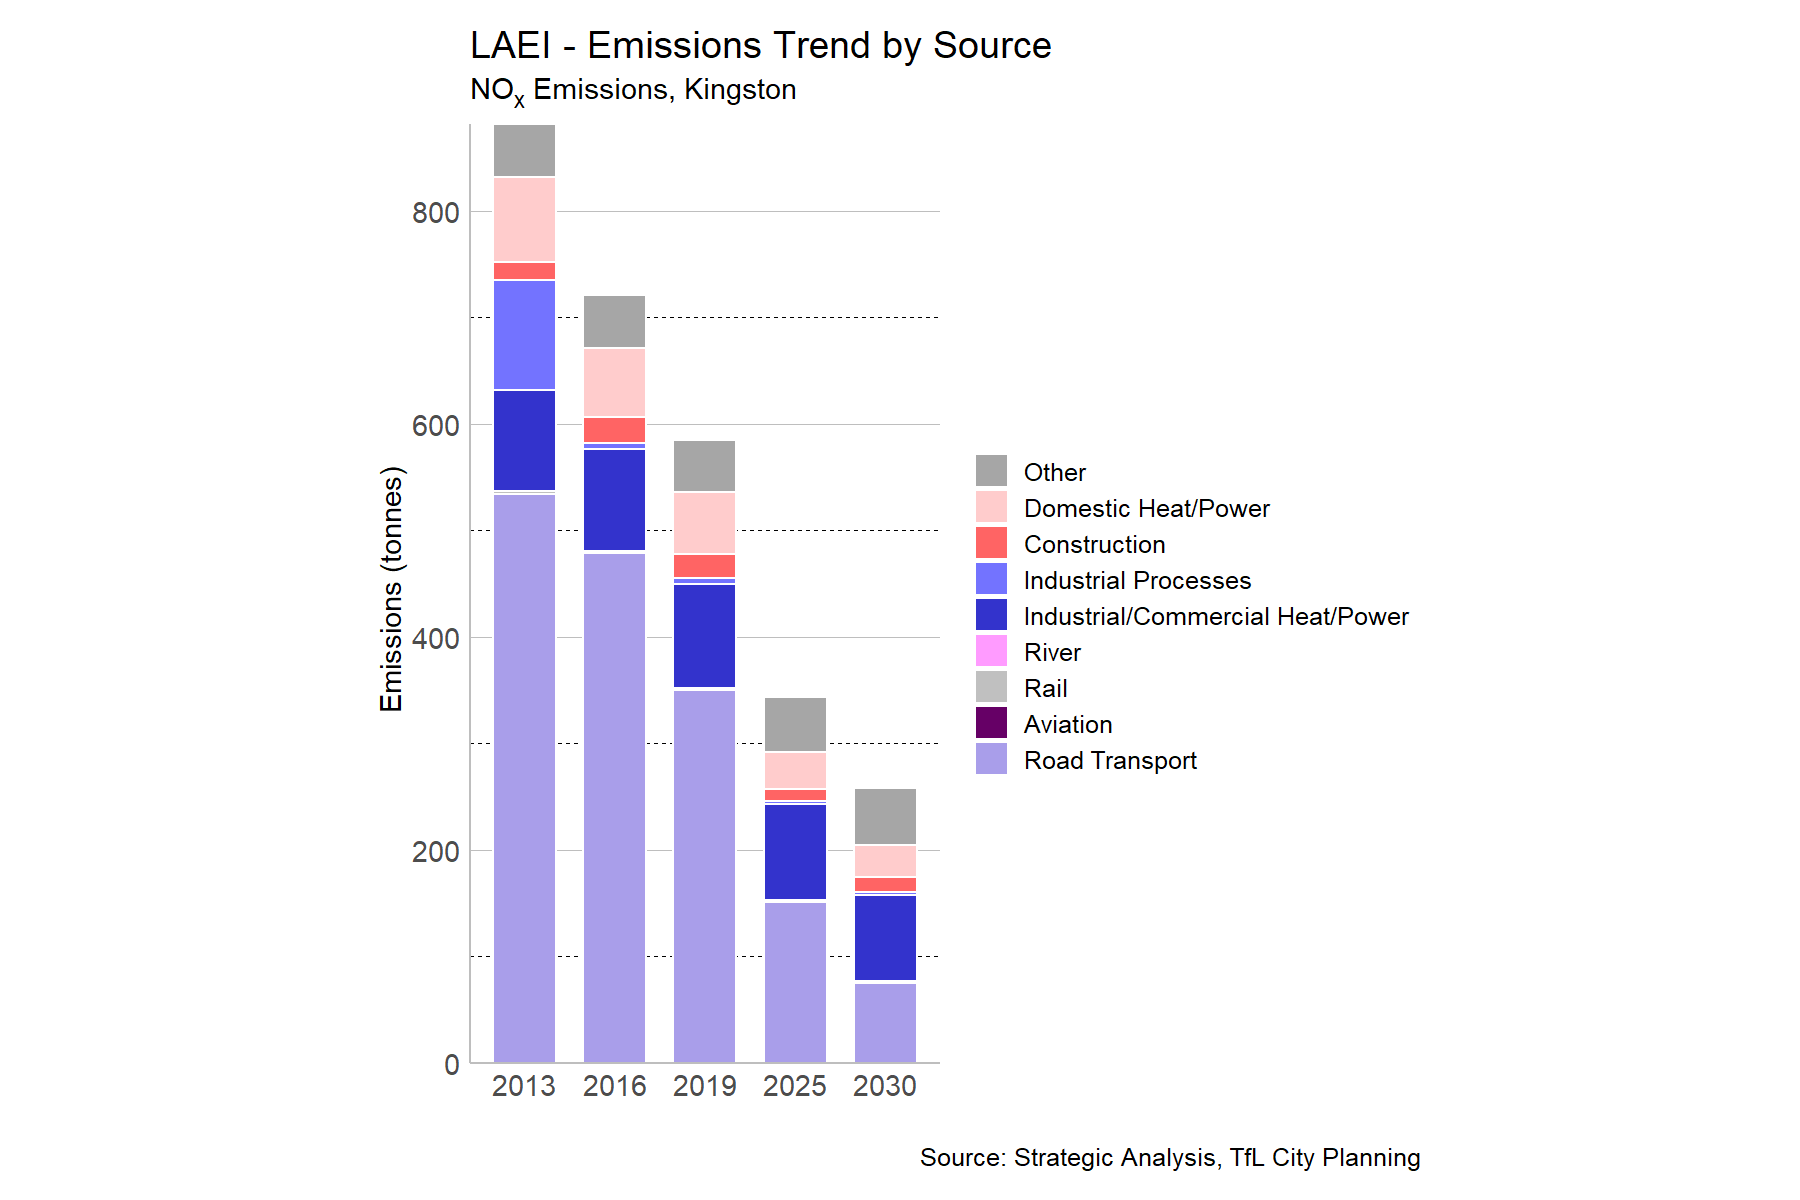 LAEI - Emissions Trend by Source
NOx Emissions, Kingston
Emissions (tonnes)
800
600
400
200
0
2013 2016 2019 2025 2030
Other
Domestic Heat/Power
Construction
Industrial Processes
Industrial/Commercial Heat/Power
River
Rail
Aviation
Road Transport
Source: Strategic Analysis, TfL City Planning